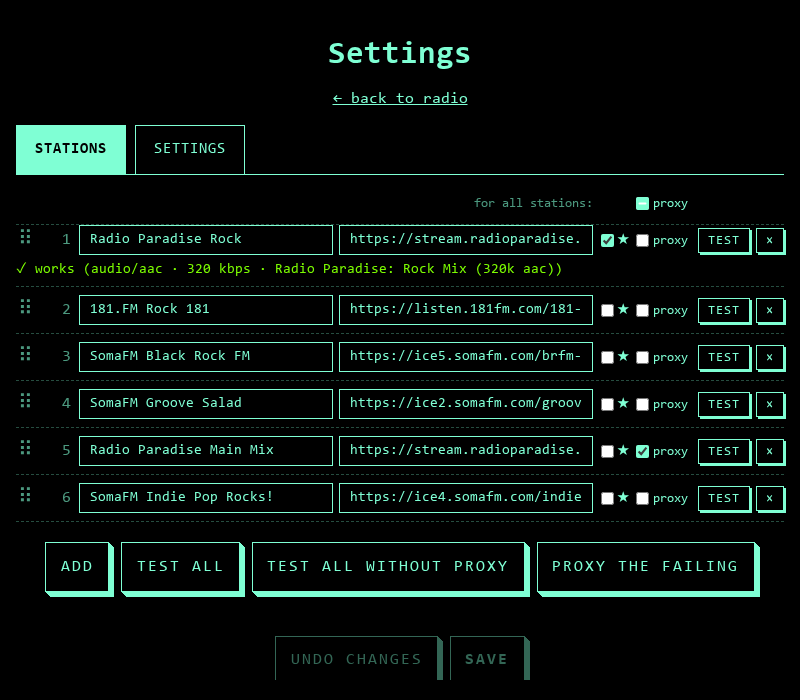 Settings
← back to radio
STATIONS SETTINGS
for all stations: proxy
1 Radio Paradise Rock https://stream.radioparadise. ★ proxy TEST ×
✓ works (audio/aac · 320 kbps · Radio Paradise: Rock Mix (320k aac))
2 181.FM Rock 181 https://listen.181fm.com/181- ★ proxy TEST ×
3 SomaFM Black Rock FM https://ice5.somafm.com/brfm- ★ proxy TEST ×
4 SomaFM Groove Salad https://ice2.somafm.com/groov ★ proxy TEST ×
5 Radio Paradise Main Mix https://stream.radioparadise. ★ proxy TEST ×
6 SomaFM Indie Pop Rocks! https://ice4.somafm.com/indie ★ proxy TEST ×
ADD TEST ALL TEST ALL WITHOUT PROXY PROXY THE FAILING
UNDO CHANGES SAVE